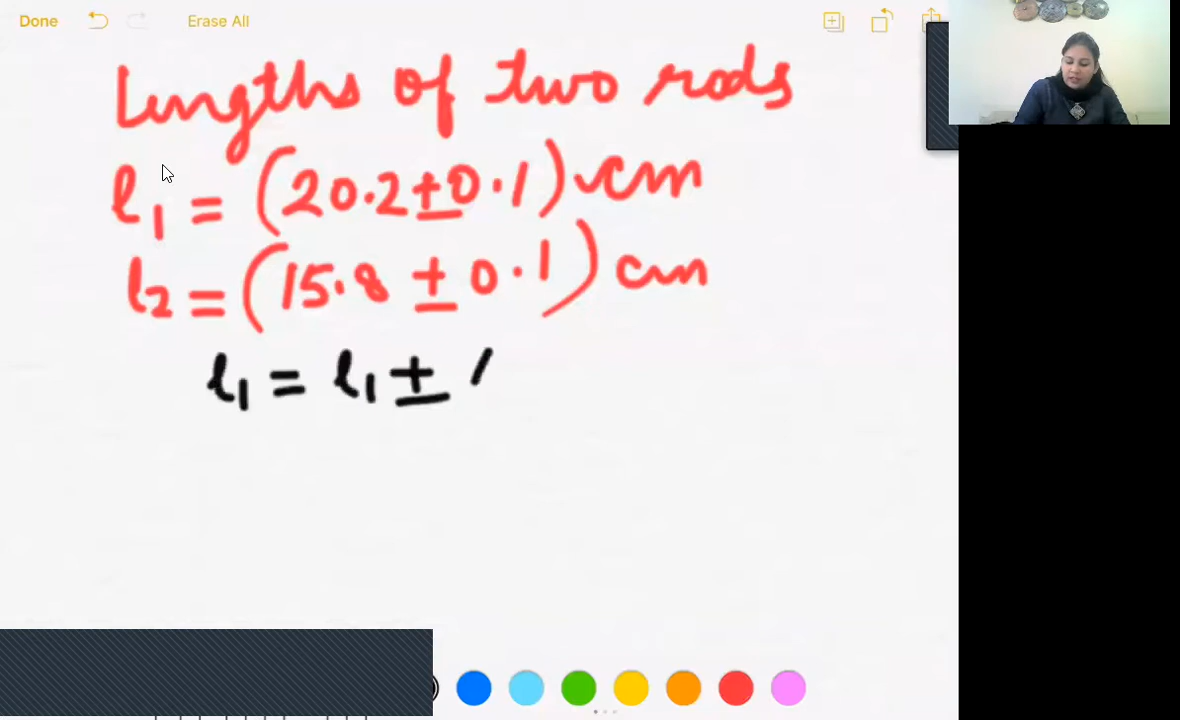 Done Erase All
lengths of two rods
l1 = (20.2±0.1) cm
l2 = (15.8 ± 0.1) cm
l1 = l1 ±